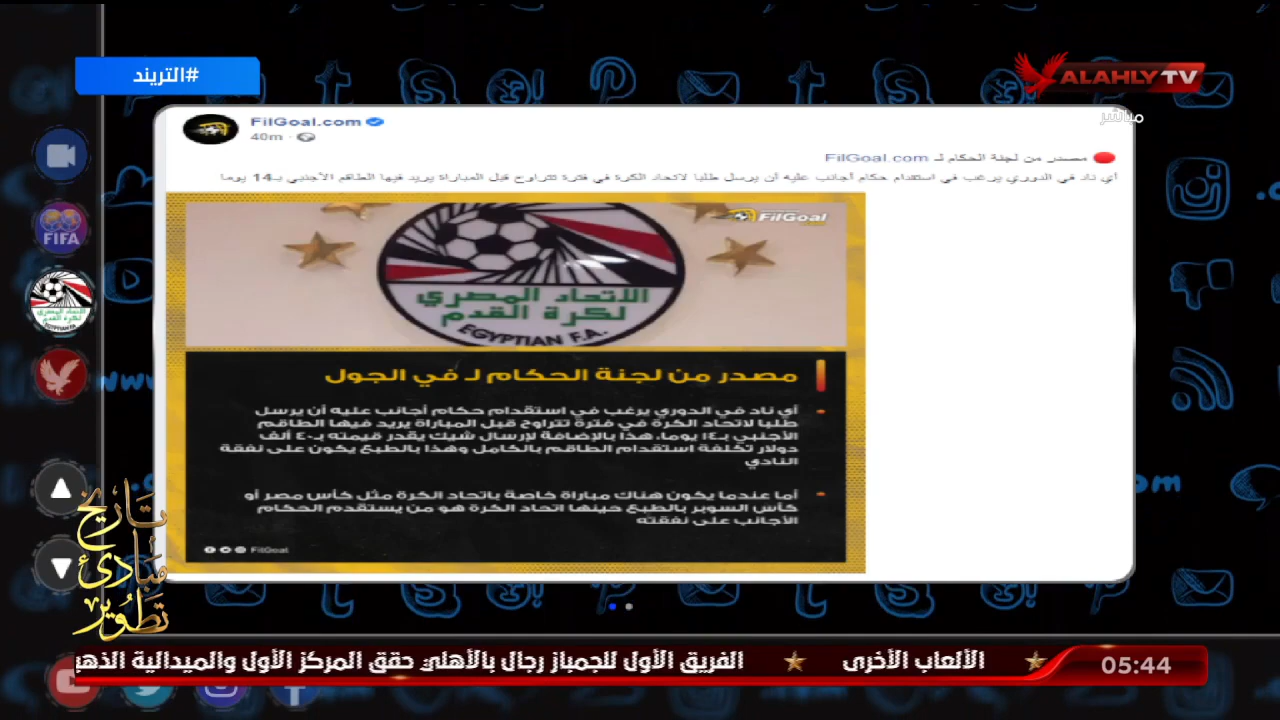 #التريند
ALAHLY TV
مباشر
FilGoal.com
40m
مصدر من لجنة الحكام لـ FilGoal.com
أي ناد في الدوري يرغب في استقدام حكام أجانب عليه أن يرسل طلبا لاتحاد الكرة في فترة تتراوح قبل المباراة يريد فيها الطاقم الأجنبي بـ14 يوما
FilGoal
FIFA
الاتحاد المصري
لكرة القدم
EGYPTIAN F.A.
مصدر من لجنة الحكام لـ في الجول
أي ناد في الدوري يرغب في استقدام حكام أجانب عليه أن يرسل
طلبا لاتحاد الكرة في فترة تتراوح قبل المباراة يريد فيها الطاقم
الأجنبي بـ١٤ يوما، هذا بالإضافة لإرسال شيك يقدر قيمته بـ٤٠ ألف
دولار تكلفة استقدام الطاقم بالكامل وهذا بالطبع يكون على نفقة
النادي
أما عندما يكون هناك مباراة خاصة باتحاد الكرة مثل كأس مصر أو
كأس السوبر بالطبع حينها اتحاد الكرة هو من يستقدم الحكام
الأجانب على نفقته
FilGoal
تاريخ
مبادئ
تطوير
الألعاب الأخرى
الفريق الأول للجمباز رجال بالأهلي حقق المركز الأول والميدالية الذهب
05:44